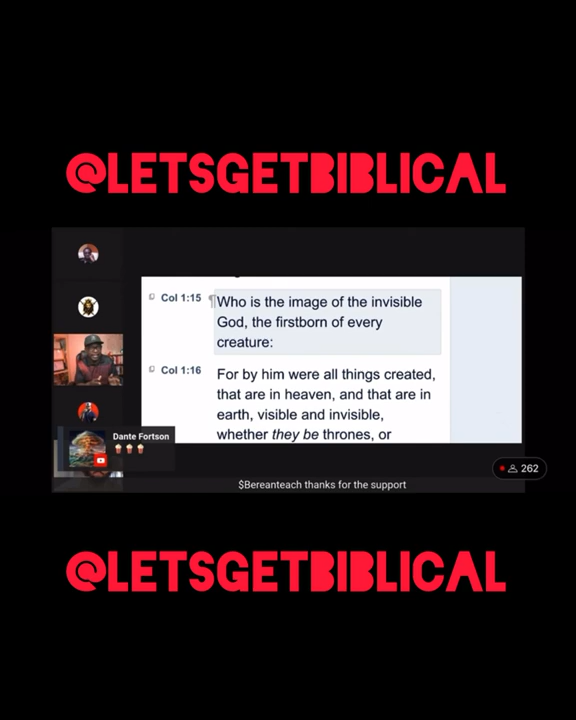 @LETSGETBIBLICAL
Col 1:15 ¶Who is the image of the invisible
God, the firstborn of every
creature:
Col 1:16 For by him were all things created,
that are in heaven, and that are in
earth, visible and invisible,
whether they be thrones, or
Dante Fortson
262
$Bereanteach thanks for the support
@LETSGETBIBLICAL